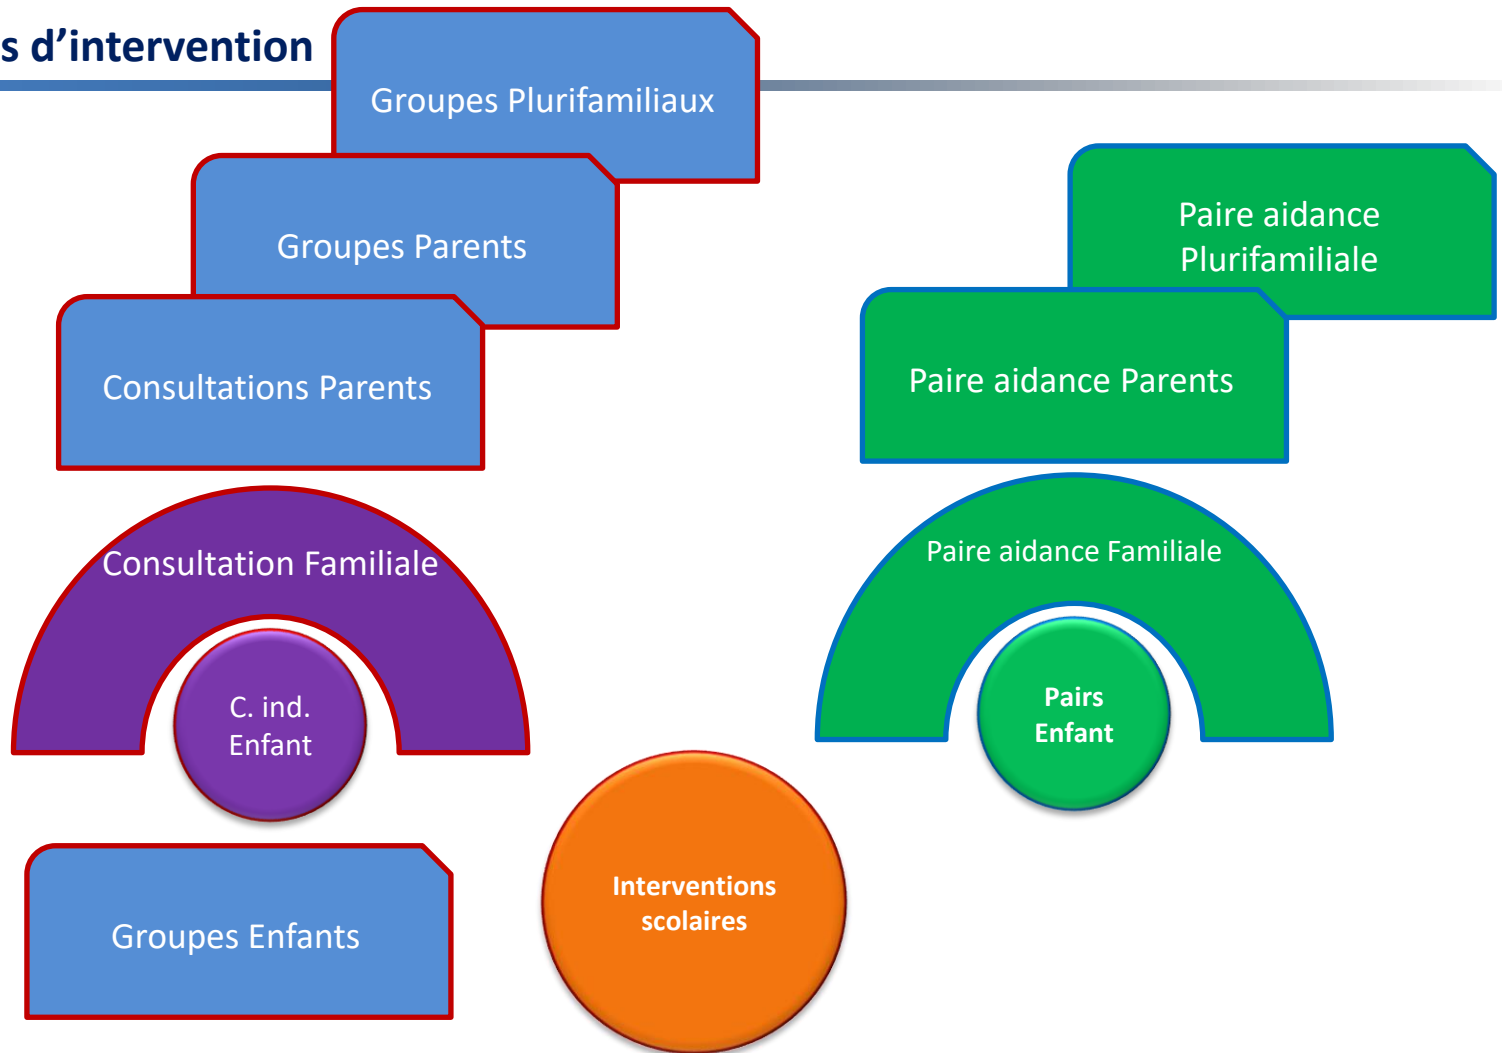 s d’intervention
Groupes Plurifamiliaux
Groupes Parents
Paire aidance
Plurifamiliale
Consultations Parents
Paire aidance Parents
Consultation Familiale
Paire aidance Familiale
C. ind.
Enfant
Pairs
Enfant
Interventions
scolaires
Groupes Enfants